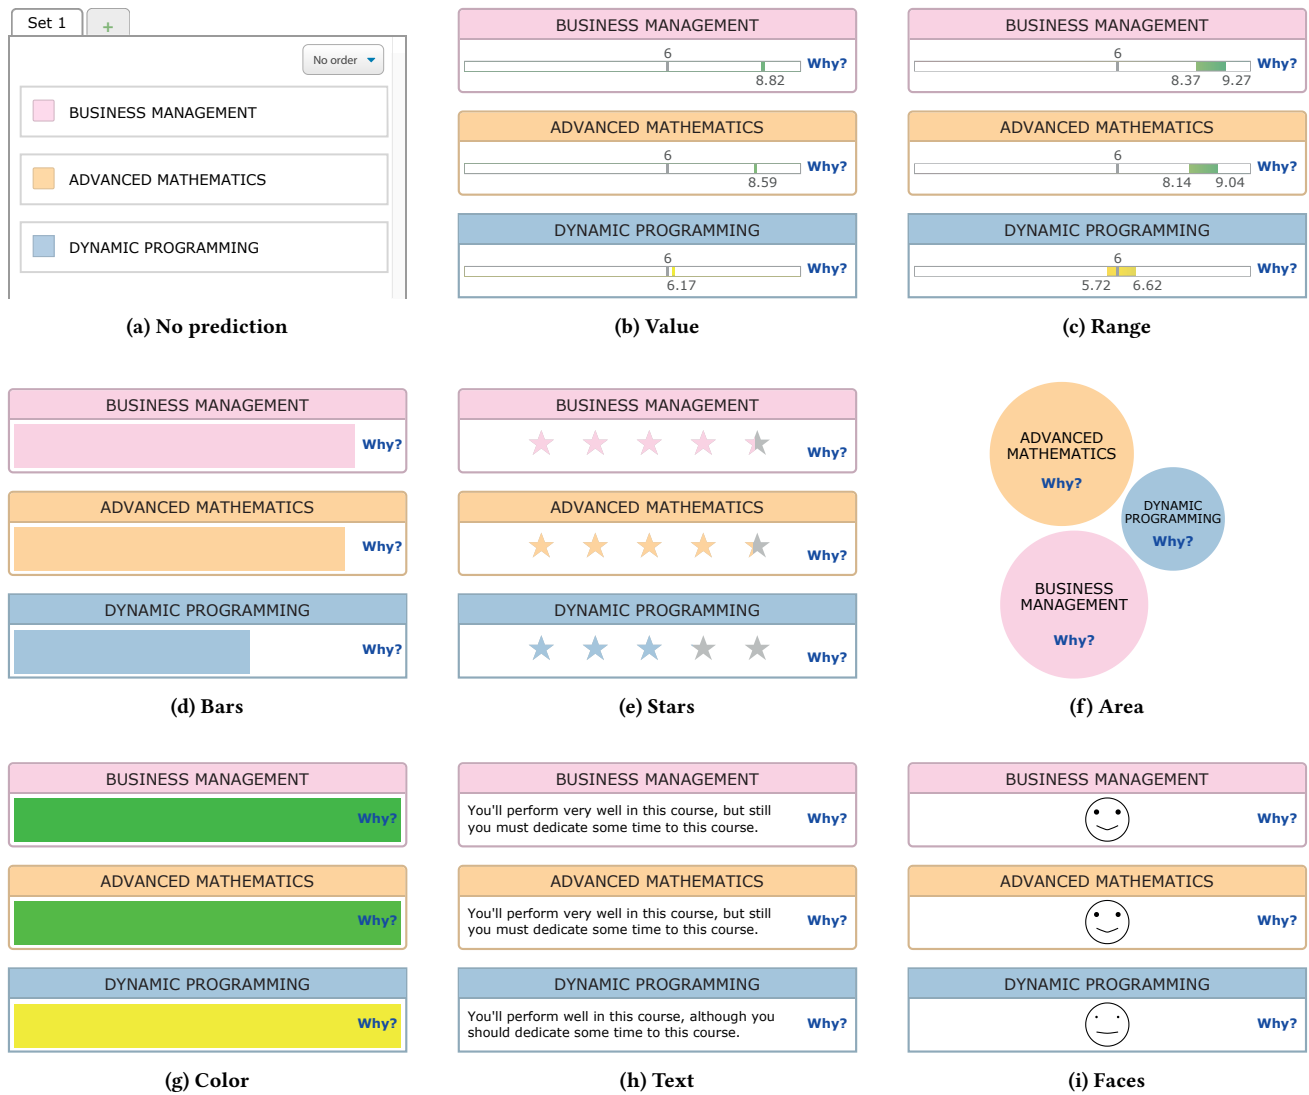 Set 1
+
No order
BUSINESS MANAGEMENT
ADVANCED MATHEMATICS
DYNAMIC PROGRAMMING
(a) No prediction
BUSINESS MANAGEMENT
6
8.82
Why?
ADVANCED MATHEMATICS
6
8.59
Why?
DYNAMIC PROGRAMMING
6
6.17
Why?
(b) Value
BUSINESS MANAGEMENT
6
8.37 9.27
Why?
ADVANCED MATHEMATICS
6
8.14 9.04
Why?
DYNAMIC PROGRAMMING
6
5.72 6.62
Why?
(c) Range
BUSINESS MANAGEMENT
Why?
ADVANCED MATHEMATICS
Why?
DYNAMIC PROGRAMMING
Why?
(d) Bars
BUSINESS MANAGEMENT
Why?
ADVANCED MATHEMATICS
Why?
DYNAMIC PROGRAMMING
Why?
(e) Stars
ADVANCED
MATHEMATICS
Why?
DYNAMIC
PROGRAMMING
Why?
BUSINESS
MANAGEMENT
Why?
(f) Area
BUSINESS MANAGEMENT
Why?
ADVANCED MATHEMATICS
Why?
DYNAMIC PROGRAMMING
Why?
(g) Color
BUSINESS MANAGEMENT
You'll perform very well in this course, but still
you must dedicate some time to this course.
Why?
ADVANCED MATHEMATICS
You'll perform very well in this course, but still
you must dedicate some time to this course.
Why?
DYNAMIC PROGRAMMING
You'll perform well in this course, although you
should dedicate some time to this course.
Why?
(h) Text
BUSINESS MANAGEMENT
Why?
ADVANCED MATHEMATICS
Why?
DYNAMIC PROGRAMMING
Why?
(i) Faces